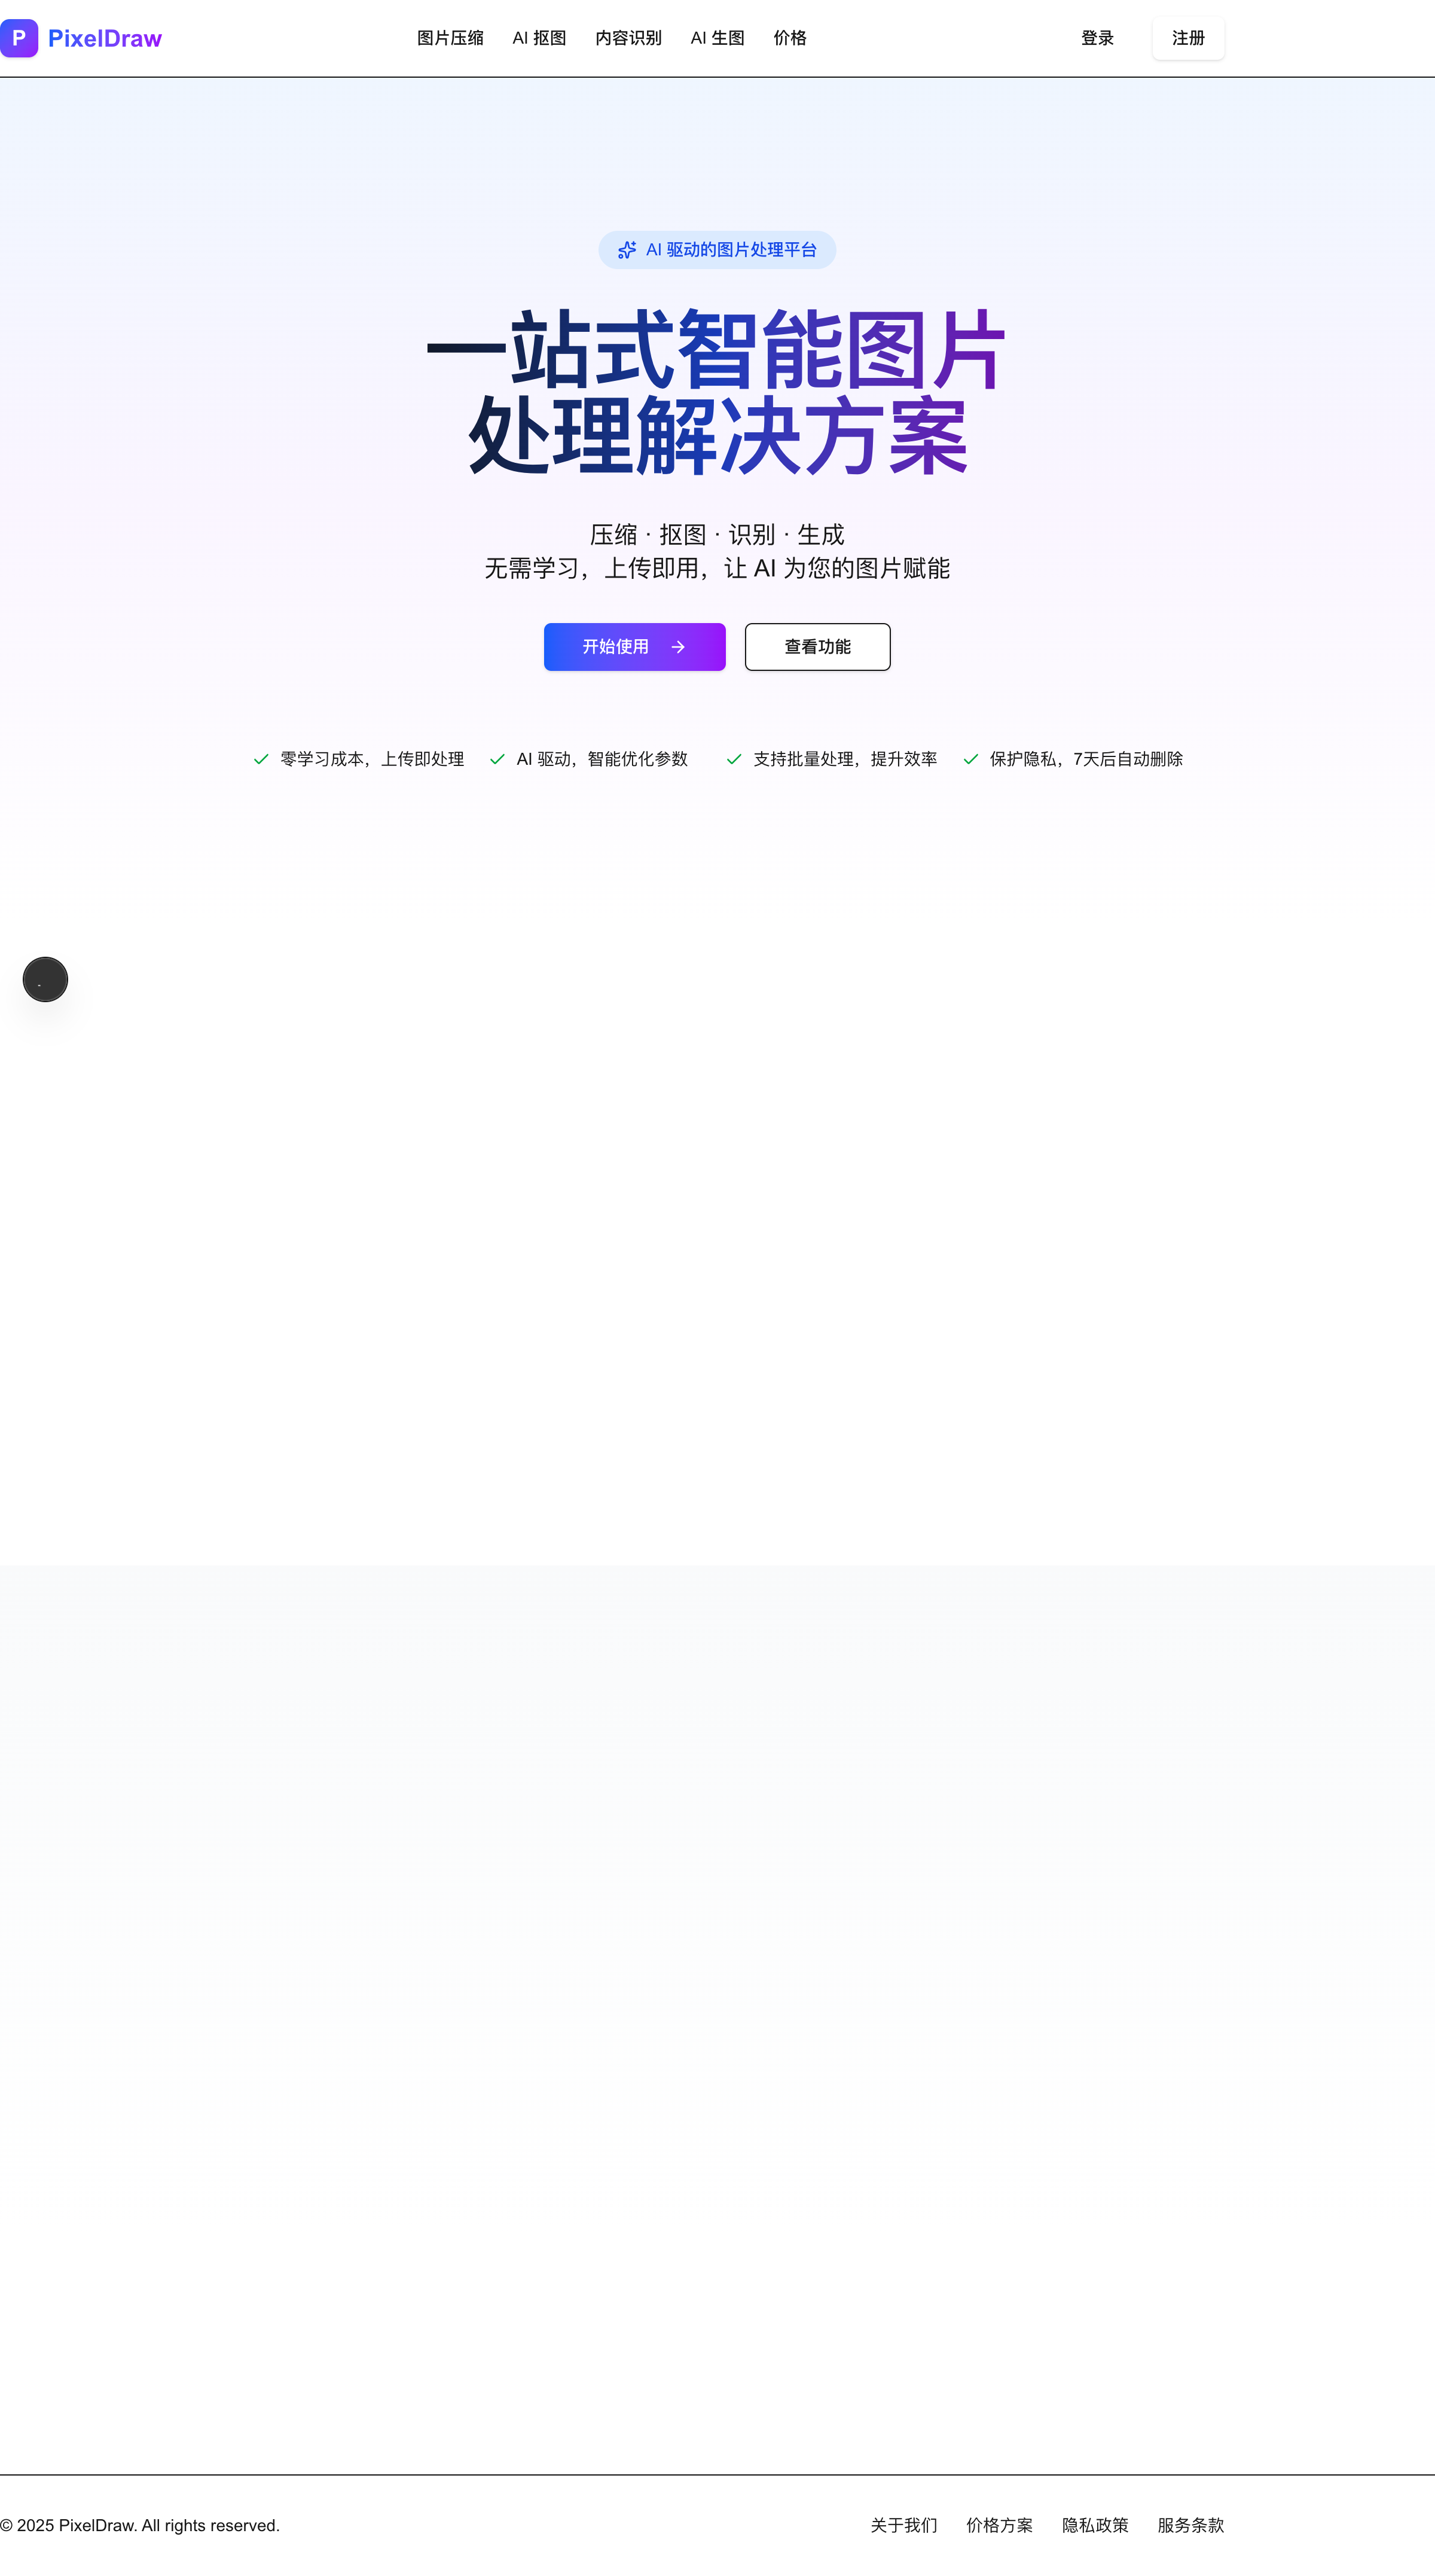 P PixelDraw 图片压缩 AI 抠图 内容识别 AI 生图 价格 登录 注册
AI 驱动的图片处理平台
一站式智能图片
处理解决方案
压缩 · 抠图 · 识别 · 生成
无需学习，上传即用，让 AI 为您的图片赋能
开始使用 查看功能
零学习成本，上传即处理 AI 驱动，智能优化参数 支持批量处理，提升效率 保护隐私，7天后自动删除
© 2025 PixelDraw. All rights reserved. 关于我们 价格方案 隐私政策 服务条款